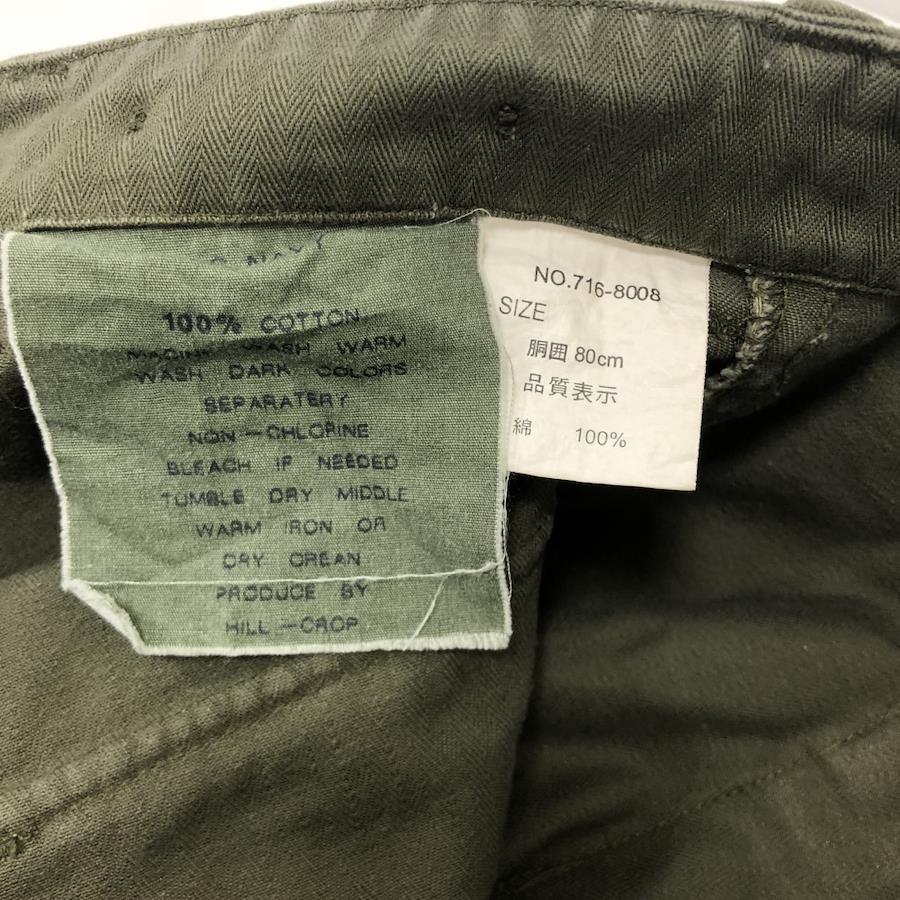 NAVY
100% COTTON
MACINE WASH WARM
WASH DARK COLORS
SEPARATERY
NON-CHLORINE
BLEACH IF NEEDED
TUMBLE DRY MIDDLE
WARM IRON OR
DRY CREAN
PRODUCE BY
HILL-CROP
NO.716-8008
SIZE
胴囲 80cm
品質表示
綿 100%